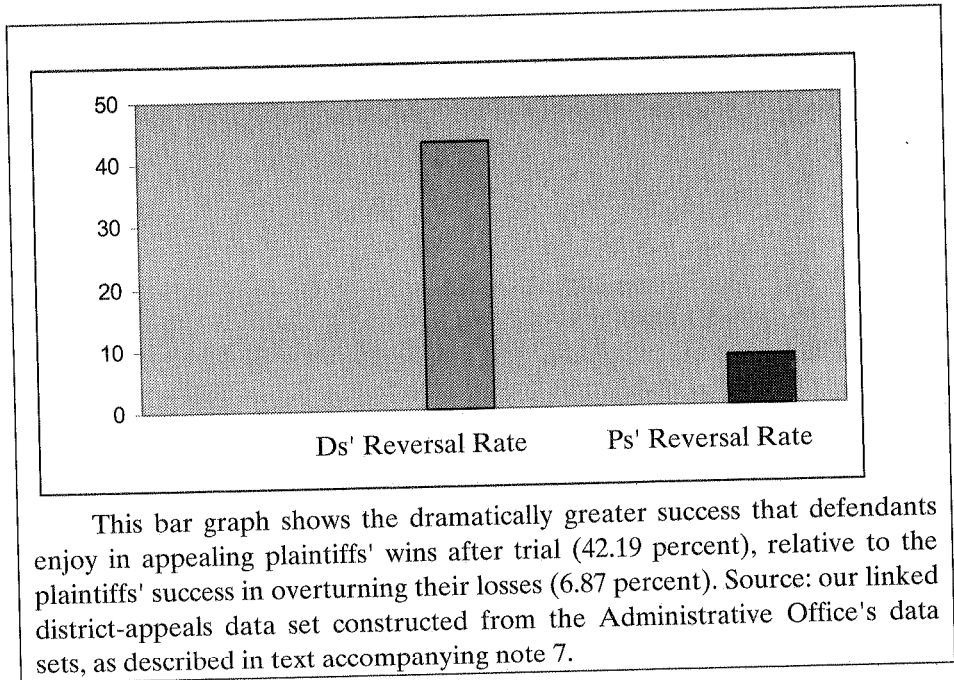 50
40
30
20
10
0
Ds' Reversal Rate Ps' Reversal Rate
This bar graph shows the dramatically greater success that defendants
enjoy in appealing plaintiffs' wins after trial (42.19 percent), relative to the
plaintiffs' success in overturning their losses (6.87 percent). Source: our linked
district-appeals data set constructed from the Administrative Office's data
sets, as described in text accompanying note 7.